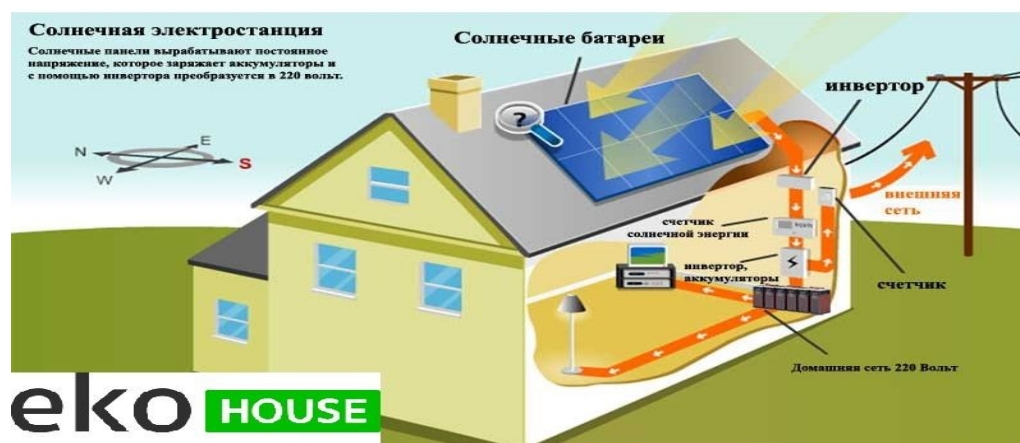 Солнечная электростанция
Солнечные панели вырабатывают постоянное
напряжение, которое заряжает аккумуляторы и
с помощью инвертора преобразуется в 220 вольт.
Солнечные батареи
инвертор
?
N
E
W
S
внешняя
сеть
счетчик
солнечной энергии
инвертор,
аккумуляторы
счетчик
Домашняя сеть 220 Вольт
eko HOUSE